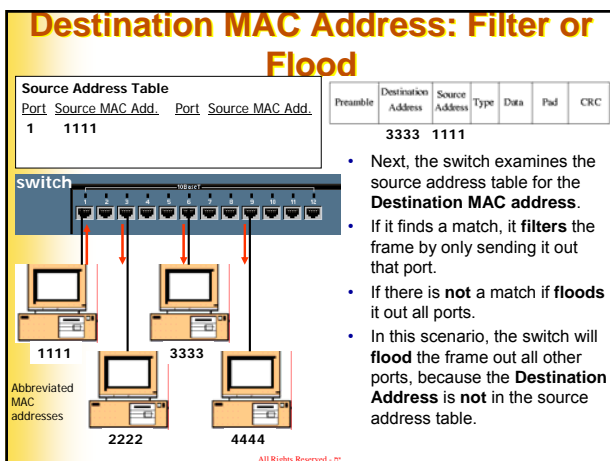 Destination MAC Address: Filter or
Flood
Source Address Table
Port Source MAC Add. Port Source MAC Add.
1 1111
Preamble Destination Address Source Address Type Data Pad CRC
3333 1111
switch
10BaseT
1 2 3 4 5 6 7 8 9 10 11 12
1111 3333
Abbreviated
MAC
addresses
2222 4444
• Next, the switch examines the
source address table for the
Destination MAC address.
• If it finds a match, it filters the
frame by only sending it out
that port.
• If there is not a match if floods
it out all ports.
• In this scenario, the switch will
flood the frame out all other
ports, because the Destination
Address is not in the source
address table.
All Rights Reserved -